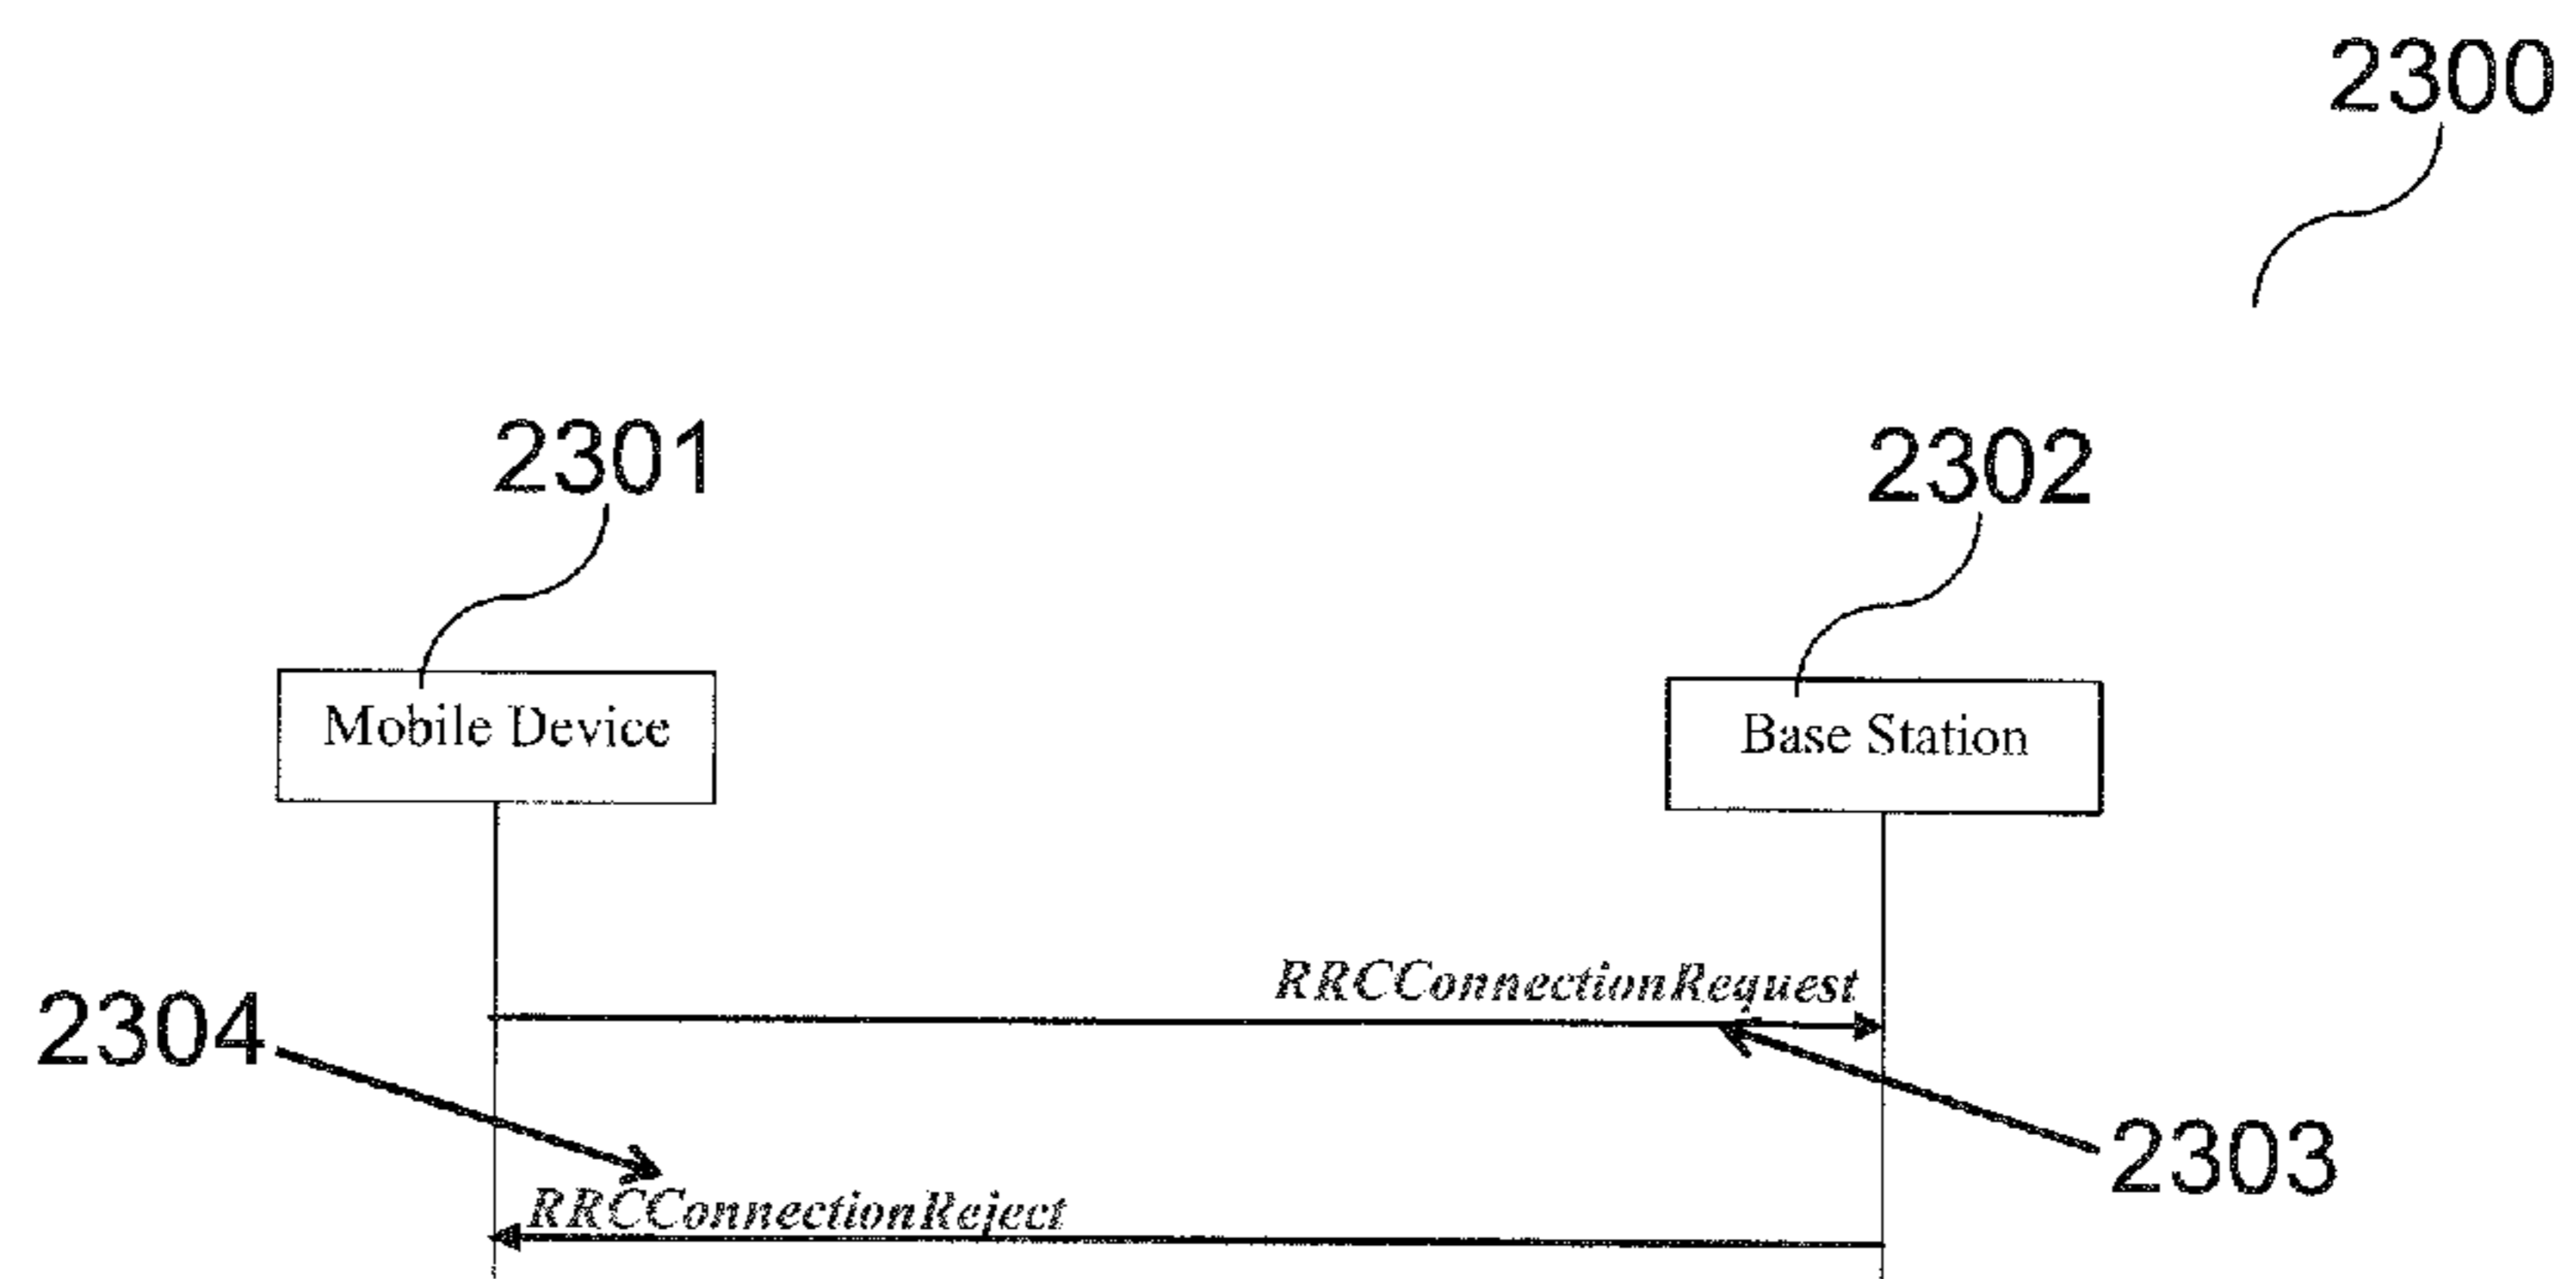 2300
2301
2302
Mobile Device
Base Station
RRCConnectionRequest
2304
2303
RRCConnectionReject